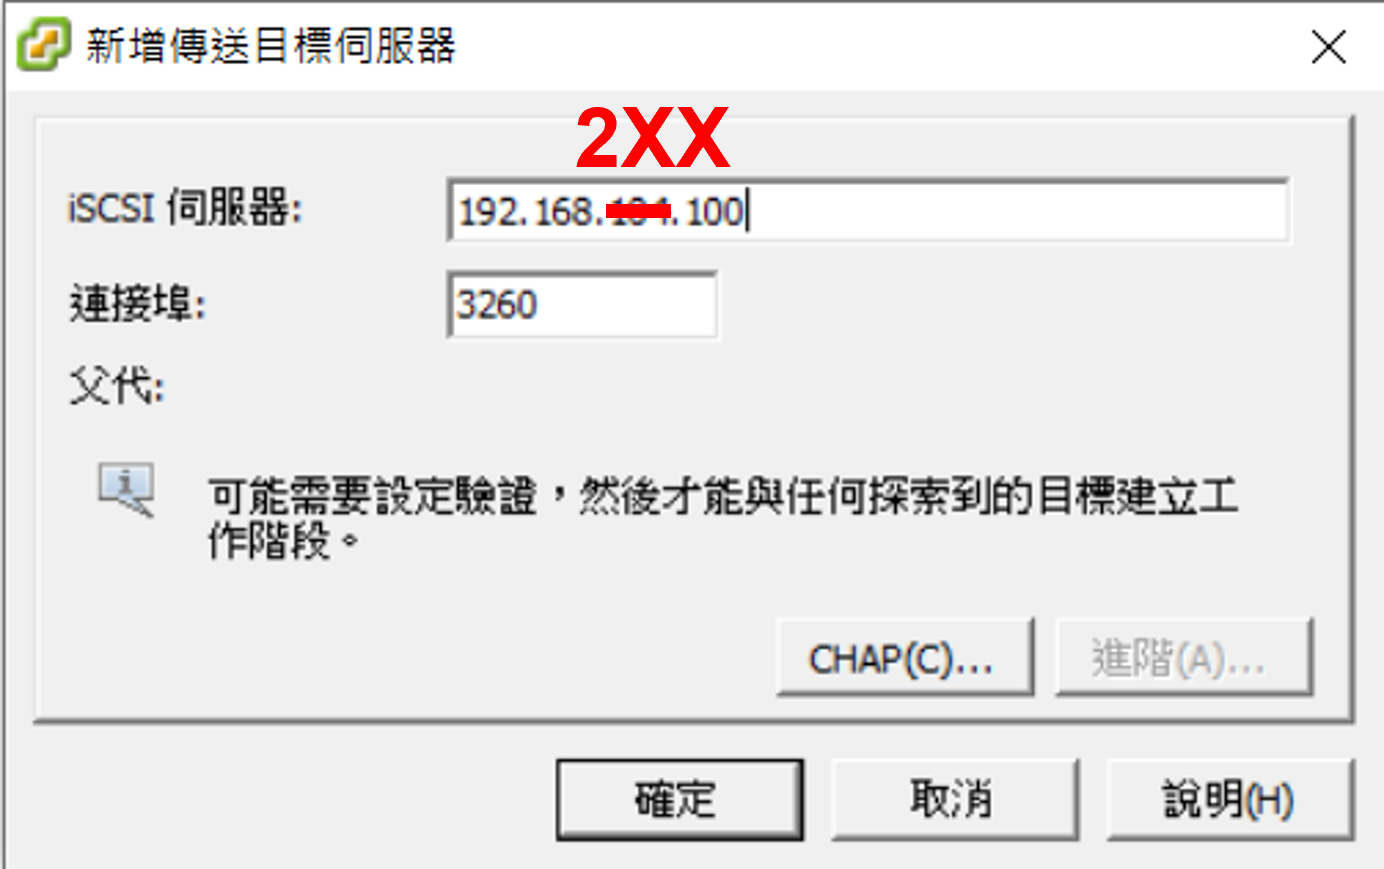 新增傳送目標伺服器
2XX
iSCSI 伺服器: 192.168.184.100
連接埠: 3260
父代:
可能需要設定驗證，然後才能與任何探索到的目標建立工
作階段。
CHAP(C)... 進階(A)...
確定 取消 說明(H)